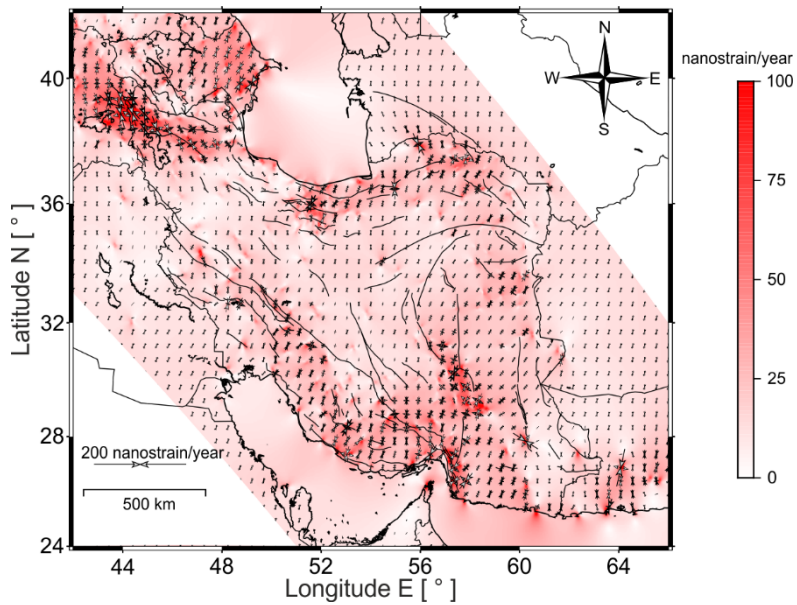 N
W E
S
nanostrain/year
100
75
50
25
0
40
36
32
28
24
Latitude N [ ° ]
200 nanostrain/year
500 km
44 48 52 56 60 64
Longitude E [ ° ]